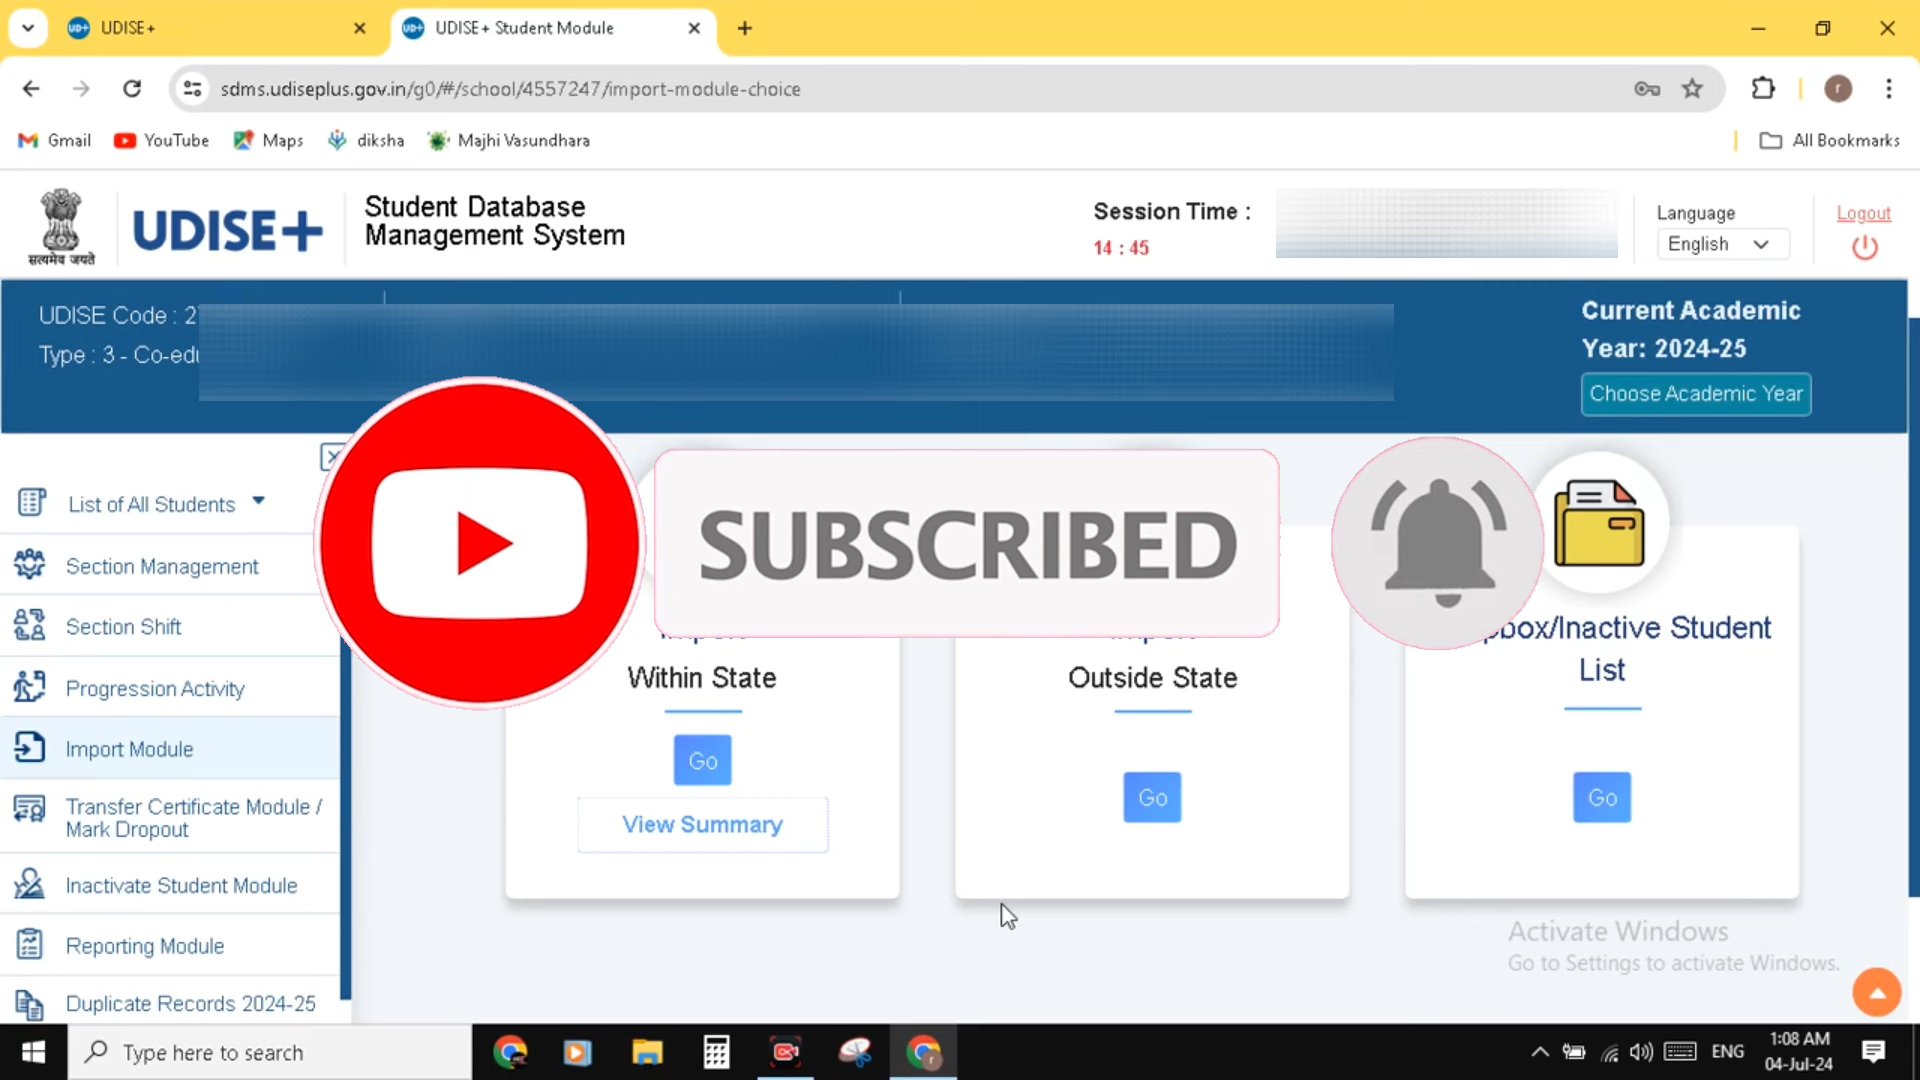 UDISE+
UDISE+ Student Module
sdms.udiseplus.gov.in/g0/#/school/4557247/import-module-choice
Gmail
YouTube
Maps
diksha
Majhi Vasundhara
All Bookmarks
सत्यमेव जयते
UDISE+
Student Database
Management System
Session Time :
14 : 45
Language
English
Logout
UDISE Code : 2
Type : 3 - Co-edu
Current Academic
Year: 2024-25
Choose Academic Year
List of All Students
Section Management
Section Shift
Progression Activity
Import Module
Transfer Certificate Module /
Mark Dropout
Inactivate Student Module
Reporting Module
Duplicate Records 2024-25
SUBSCRIBED
Within State
Go
View Summary
Outside State
Go
box/Inactive Student
List
Go
Activate Windows
Go to Settings to activate Windows.
Type here to search
ENG
1:08 AM
04-Jul-24